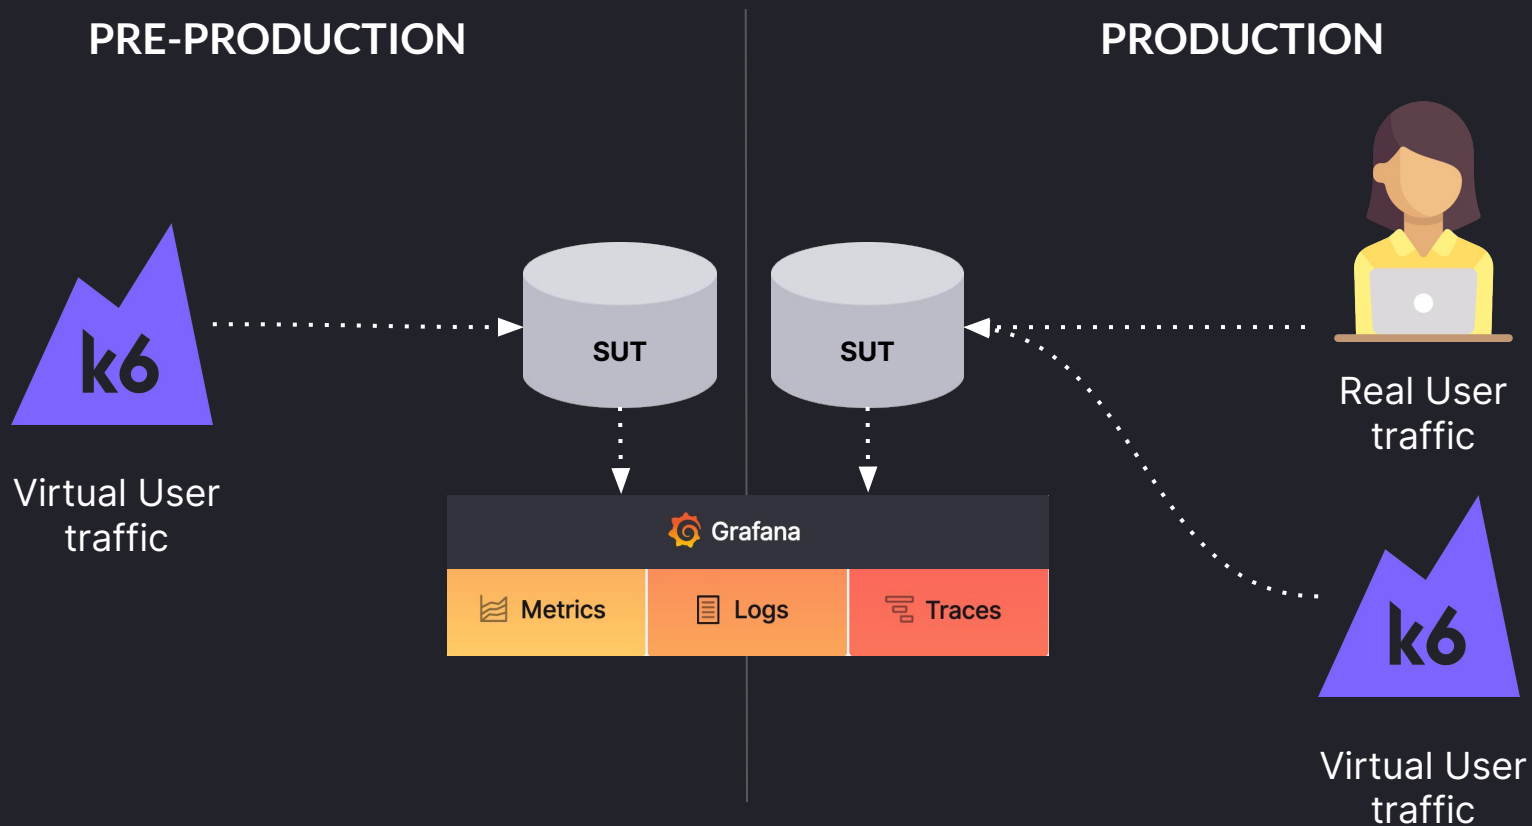 PRE-PRODUCTION
PRODUCTION
k6
Virtual User
traffic
SUT
SUT
Real User
traffic
Grafana
Metrics
Logs
Traces
k6
Virtual User
traffic